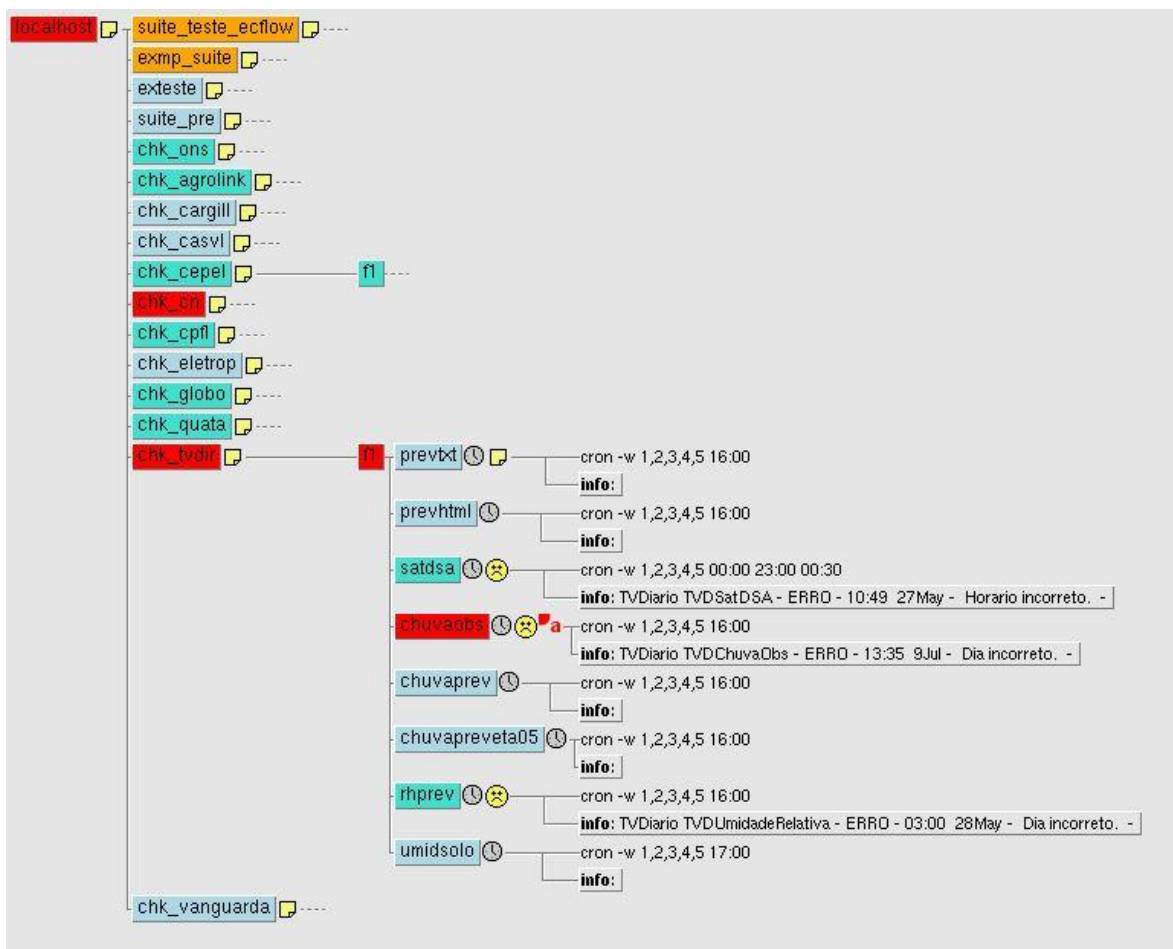 localhost suite_teste_ecflow
exmp_suite
exteste
suite_pre
chk_ons
chk_agrolink
chk_cargill
chk_casvl
chk_cepel f1
chk_cn
chk_cpfl
chk_eletrop
chk_globo
chk_quata
chk_tvdir f1 prevtxt cron -w 1,2,3,4,5 16:00
info:
prevhtml cron -w 1,2,3,4,5 16:00
info:
satdsa cron -w 1,2,3,4,5 00:00 23:00 00:30
info: TVDiario TVDSatDSA - ERRO - 10:49 27May - Horario incorreto. -
chuvaobs a cron -w 1,2,3,4,5 16:00
info: TVDiario TVDChuvaObs - ERRO - 13:35 9Jul - Dia incorreto. -
chuvaprev cron -w 1,2,3,4,5 16:00
info:
chuvapreveta05 cron -w 1,2,3,4,5 16:00
info:
rhprev cron -w 1,2,3,4,5 16:00
info: TVDiario TVDUmidadeRelativa - ERRO - 03:00 28May - Dia incorreto. -
umidsolo cron -w 1,2,3,4,5 17:00
info:
chk_vanguarda